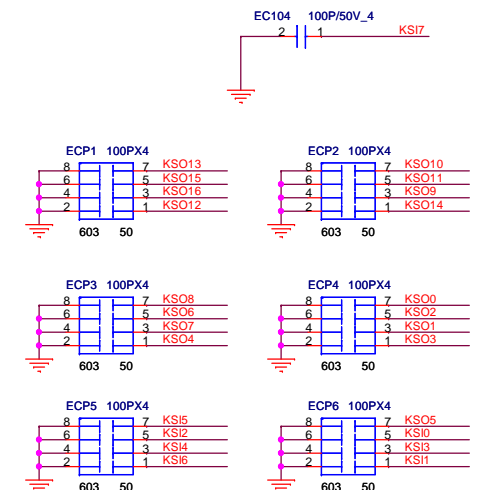 EC104 100P/50V_4
2 1 KSI7
ECP1 100PX4
8 7 KSO13
6 5 KSO15
4 3 KSO16
2 1 KSO12
603 50
ECP2 100PX4
8 7 KSO10
6 5 KSO11
4 3 KSO9
2 1 KSO14
603 50
ECP3 100PX4
8 7 KSO8
6 5 KSO6
4 3 KSO7
2 1 KSO4
603 50
ECP4 100PX4
8 7 KSO0
6 5 KSO2
4 3 KSO1
2 1 KSO3
603 50
ECP5 100PX4
8 7 KSI5
6 5 KSI2
4 3 KSI4
2 1 KSI6
603 50
ECP6 100PX4
8 7 KSO5
6 5 KSI0
4 3 KSI3
2 1 KSI1
603 50